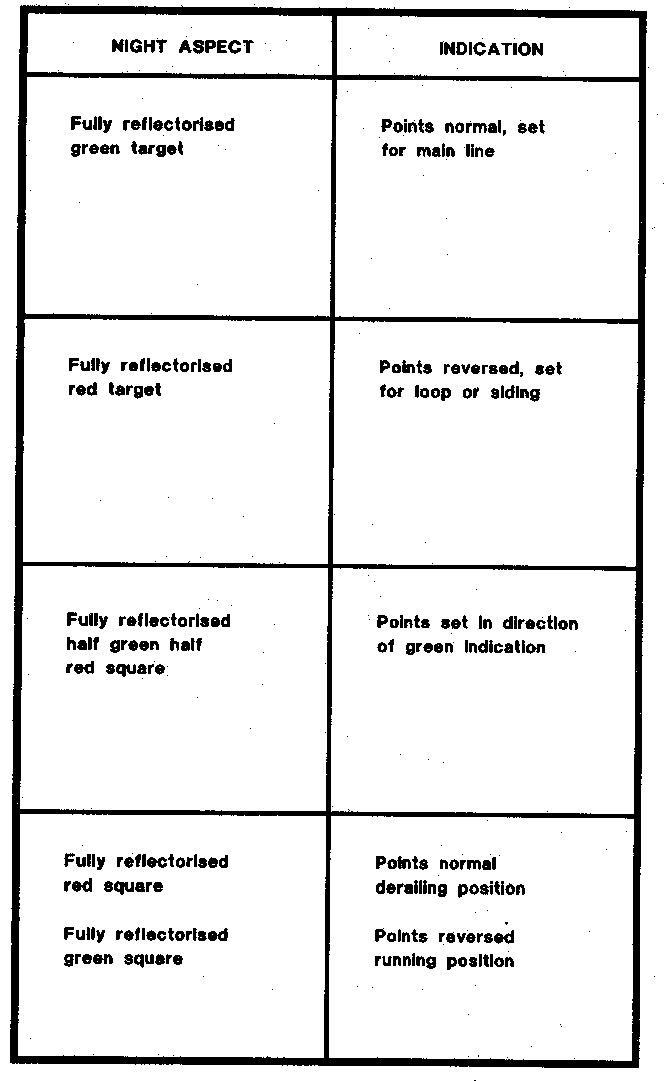 NIGHT ASPECT
INDICATION
Fully reflectorised
green target
Points normal, set
for main line
Fully reflectorised
red target
Points reversed, set
for loop or siding
Fully reflectorised
half green half
red square
Points set in direction
of green indication
Fully reflectorised
red square
Points normal
derailing position
Fully reflectorised
green square
Points reversed
running position